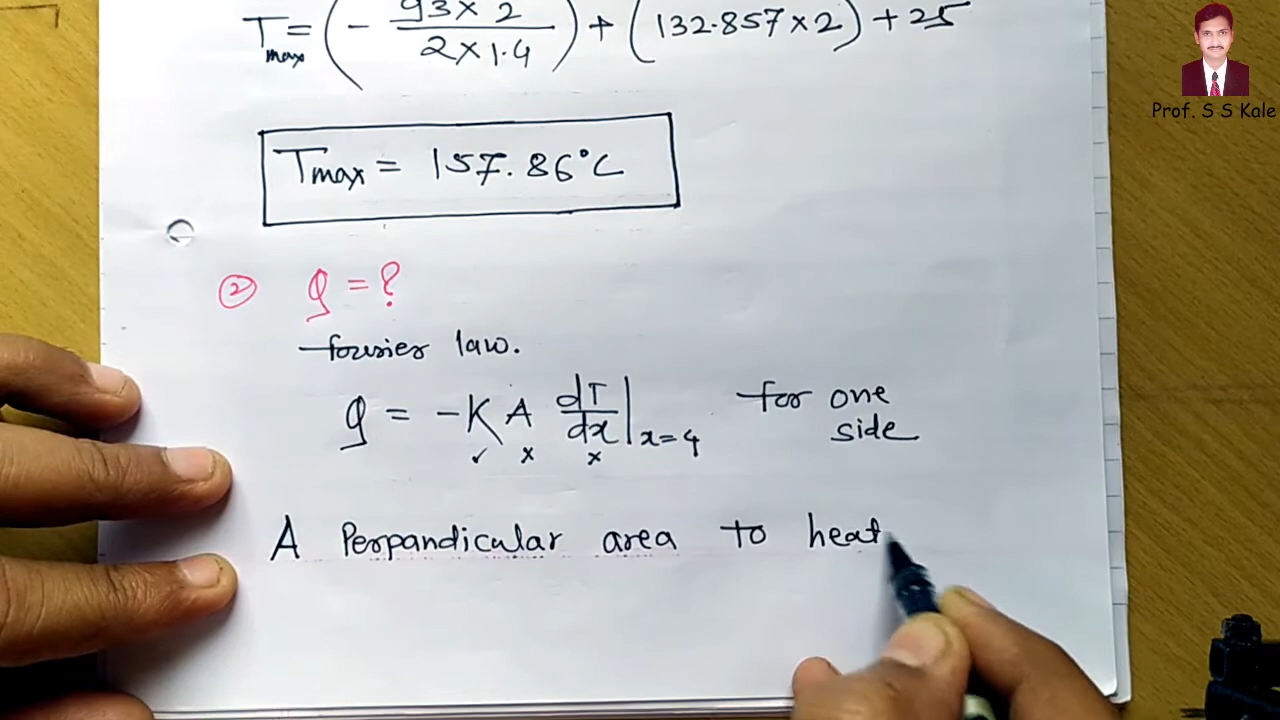 T max = ( - 93 × 2 / 2 × 1.4 ) + ( 132.857 × 2 ) + 25
Prof. S S Kale
Tmax = 157.86°C
② Q = ?
fourier law.
Q = -K A dT/dx | x=4 for one side
✓ × ×
A Perpandicular area to heat